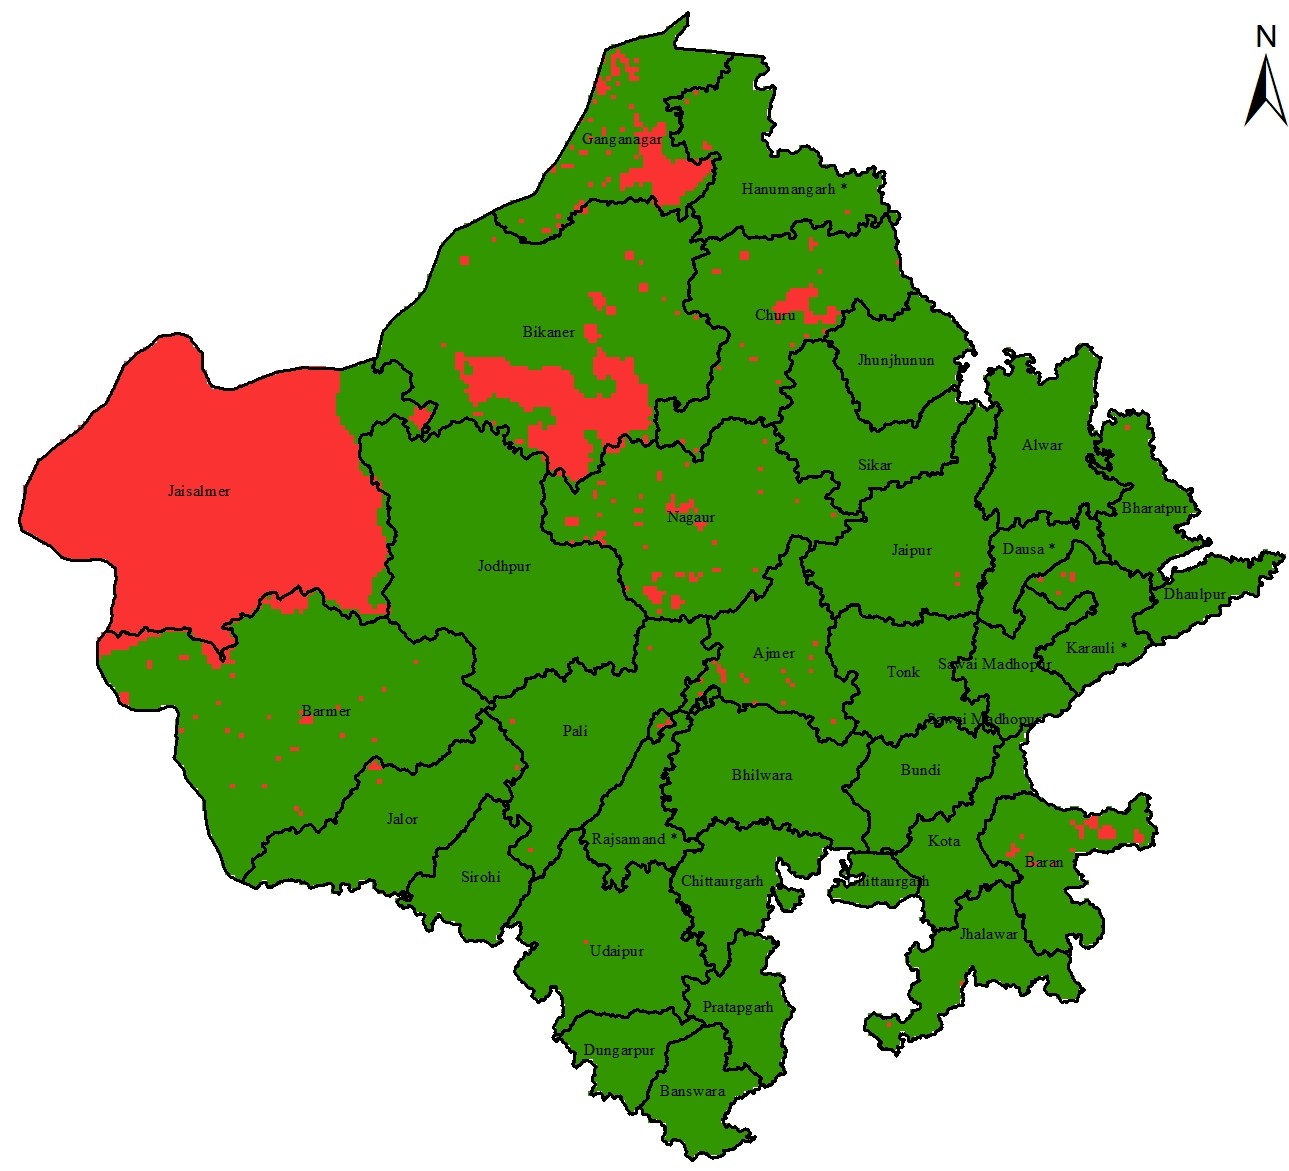 N
Ganganagar
Hanumangarh *
Churu
Bikaner
Jhunjhunun
Alwar
Sikar
Jaisalmer
Bharatpur
Nagaur
Jaipur
Dausa *
Jodhpur
Dhaulpur
Karauli *
Ajmer
Sawai Madhopur
Tonk
Barmer
Sawai Madhopur
Pali
Bundi
Bhilwara
Jalor
Rajsamand *
Kota
Baran
Sirohi
Chittaurgarh
Chittaurgarh
Jhalawar
Udaipur
Pratapgarh
Dungarpur
Banswara